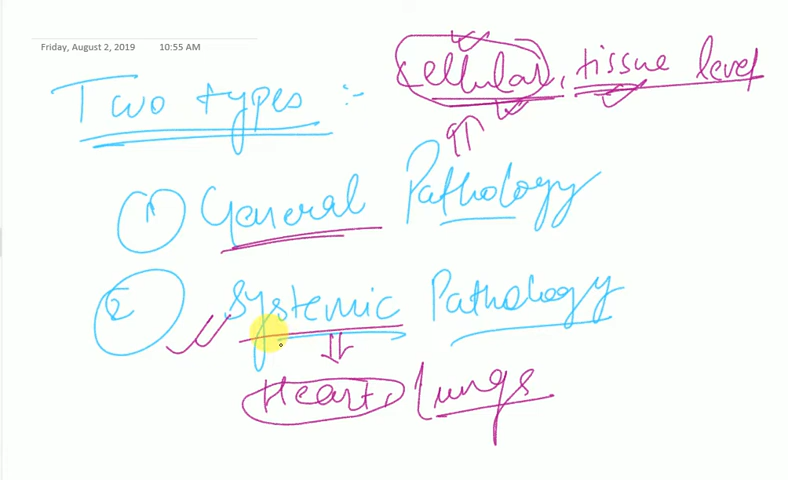 Friday, August 2, 2019 10:55 AM
Cellular, tissue level
Two types :-
① General Pathology
② Systemic Pathology
Heart, Lungs